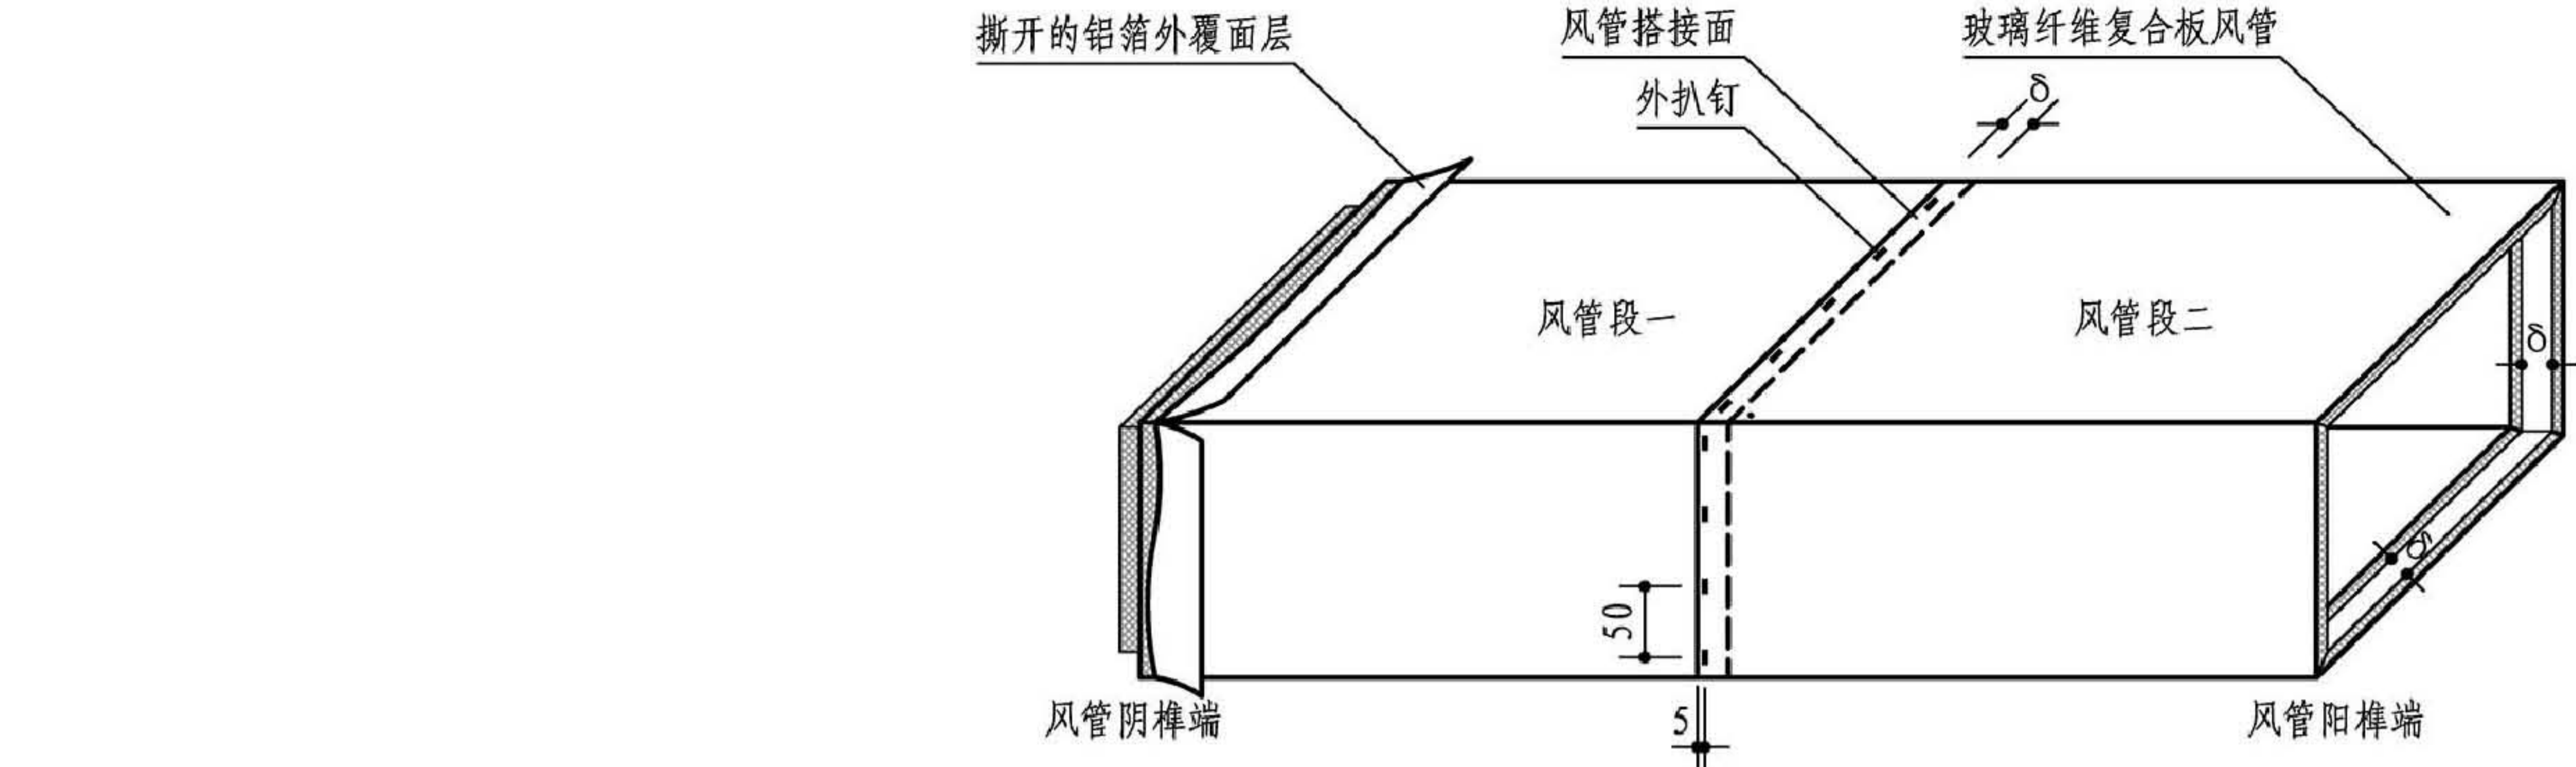 撕开的铝箔外覆面层
风管搭接面
玻璃纤维复合板风管
外扒钉
δ
风管段一
风管段二
δ
δ
50
5
风管阴榫端
风管阳榫端